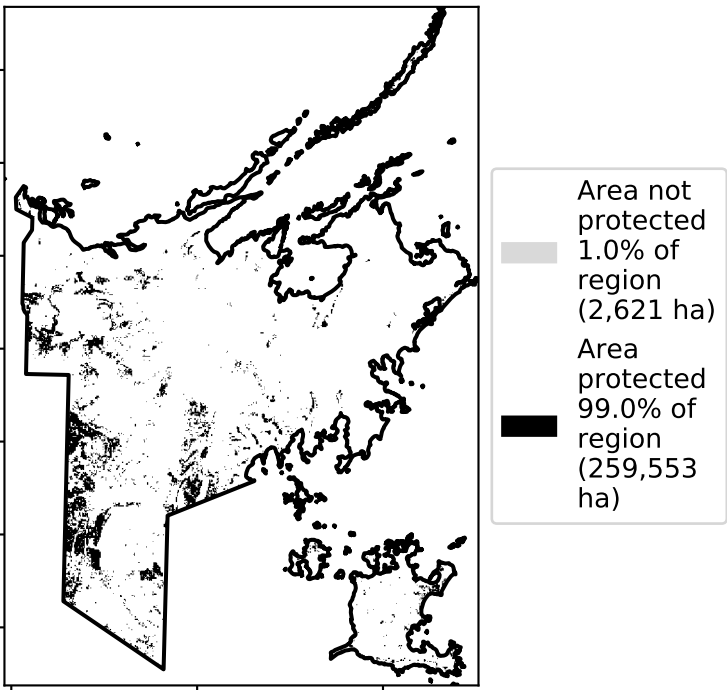 Area not
protected
1.0% of
region
(2,621 ha)
Area
protected
99.0% of
region
(259,553
ha)